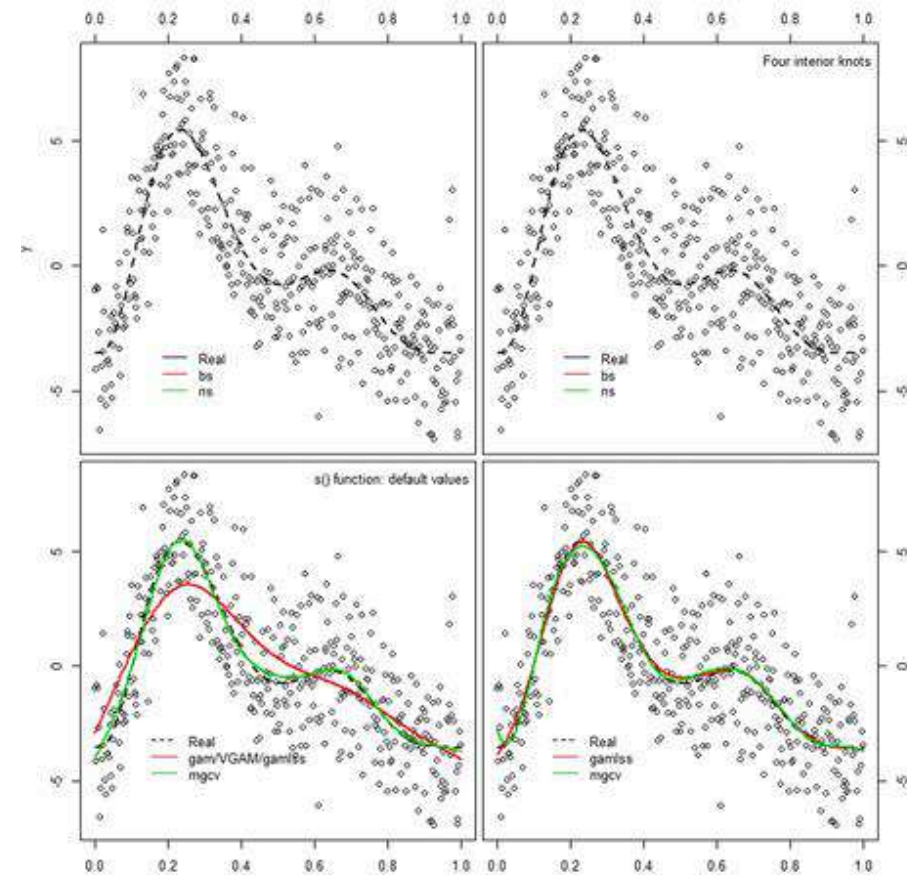 0.0 0.2 0.4 0.6 0.8 1.0 0.0 0.2 0.4 0.6 0.8 1.0
Four interior knots
5 5
y
0 0
Real Real
bs bs
ns ns
-5 -5
s() function: default values
5 5
0 0
Real Real
gam/VGAM/gamlss gamlss
mgcv mgcv
-5 -5
0.0 0.2 0.4 0.6 0.8 1.0 0.0 0.2 0.4 0.6 0.8 1.0